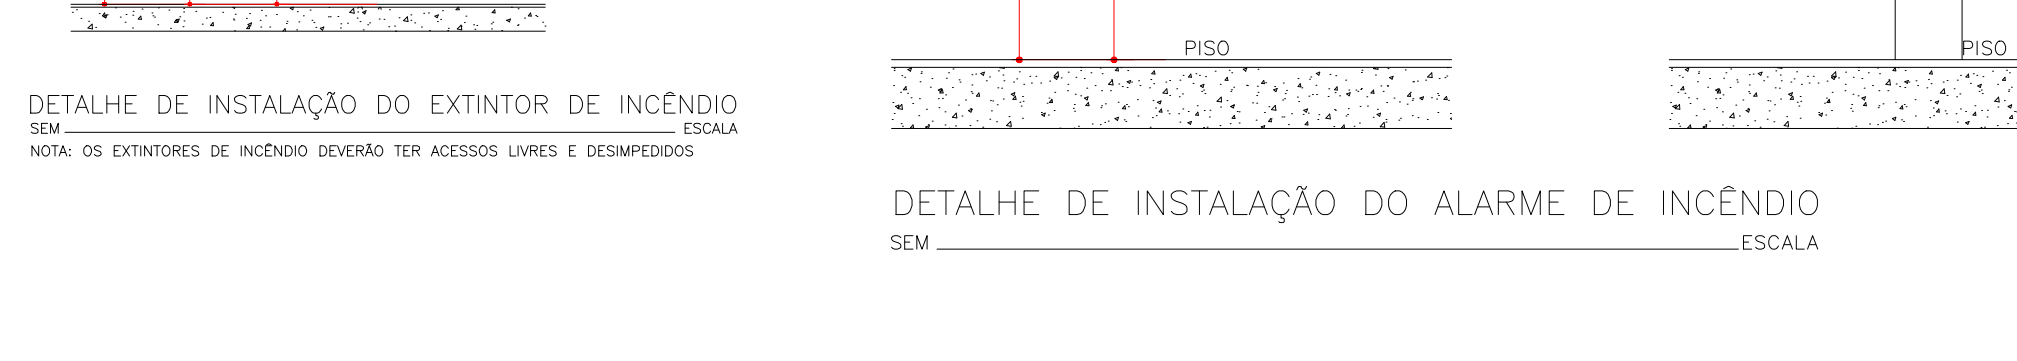 DETALHE DE INSTALAÇÃO DO EXTINTOR DE INCÊNDIO
SEM ESCALA
NOTA: OS EXTINTORES DE INCÊNDIO DEVERÃO TER ACESSOS LIVRES E DESIMPEDIDOS
PISO
PISO
DETALHE DE INSTALAÇÃO DO ALARME DE INCÊNDIO
SEM ESCALA